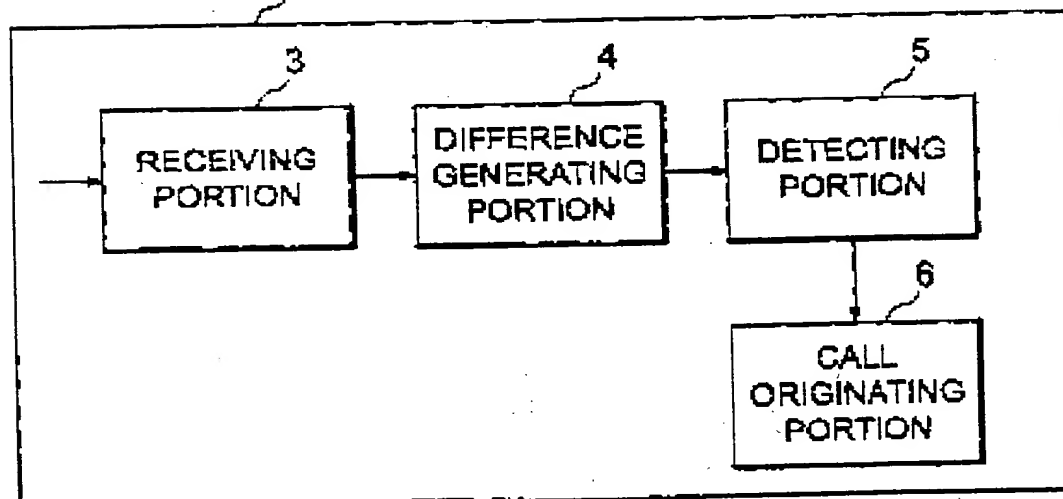 3
4
5
RECEIVING
PORTION
DIFFERENCE
GENERATING
PORTION
DETECTING
PORTION
6
CALL
ORIGINATING
PORTION